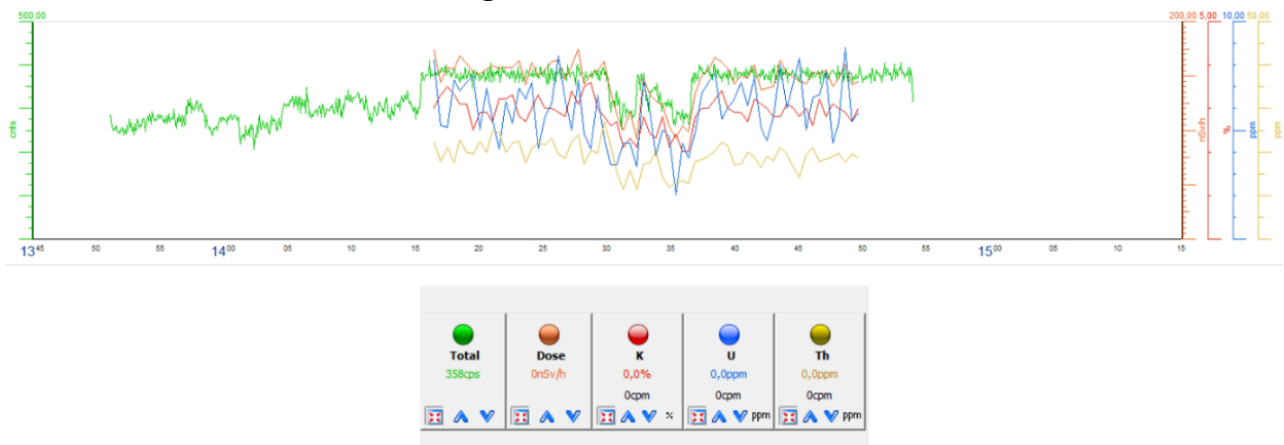 500,00 200,00 5,00 10,00 50,00
cnts nSv/h % ppm ppm
13⁴⁵ 50 55 14⁰⁰ 05 10 15 20 25 30 35 40 45 50 55 15⁰⁰ 05 10 15
Total Dose K U Th
358cps 0nSv/h 0,0% 0,0ppm 0,0ppm
0cpm 0cpm 0cpm
% ppm ppm